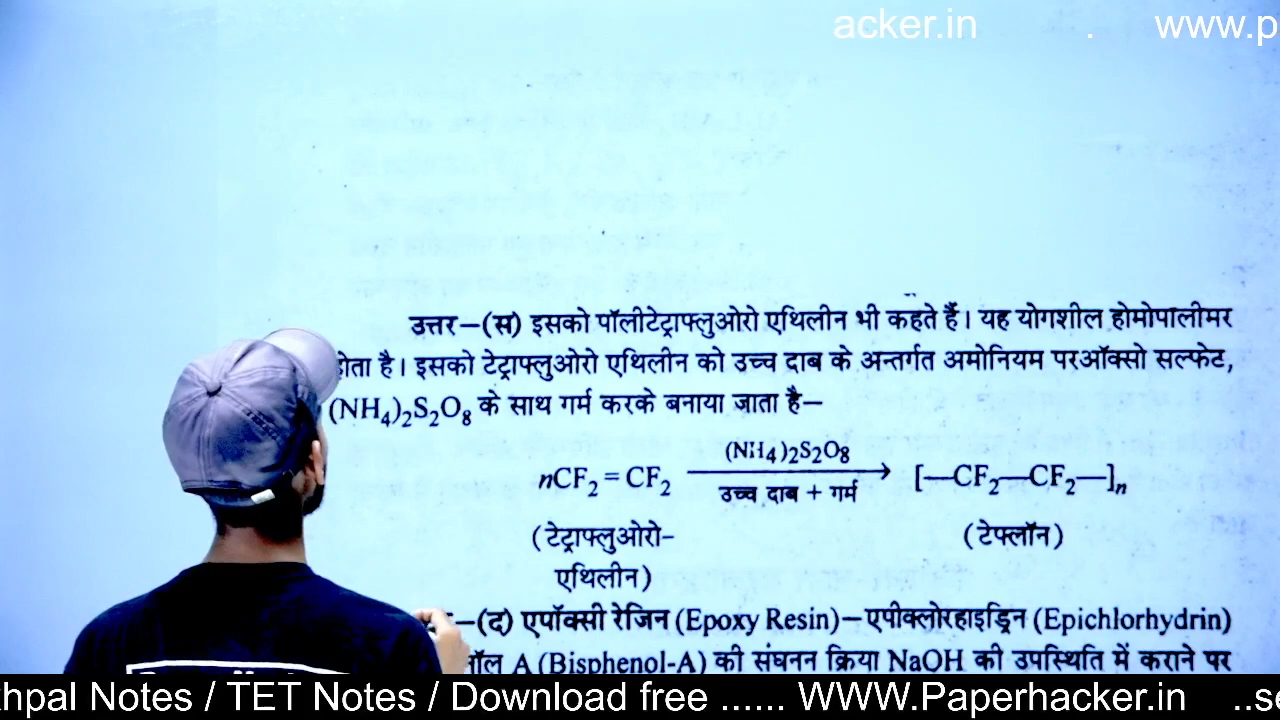 acker.in . www.p
उत्तर–(स) इसको पॉलीटेट्राफ्लुओरो एथिलीन भी कहते हैं। यह योगशील होमोपालीमर
होता है। इसको टेट्राफ्लुओरो एथिलीन को उच्च दाब के अन्तर्गत अमोनियम परऑक्सो सल्फेट,
(NH₄)₂S₂O₈ के साथ गर्म करके बनाया जाता है–
(NH₄)₂S₂O₈
nCF₂ = CF₂ ⟶ [—CF₂—CF₂—]ₙ
उच्च दाब + गर्म
(टेट्राफ्लुओरो- (टेफ्लॉन)
एथिलीन)
–(द) एपॉक्सी रेजिन (Epoxy Resin)–एपीक्लोरहाइड्रिन (Epichlorhydrin)
A (Bisphenol-A) की संघनन क्रिया NaOH की उपस्थिति में कराने पर
khpal Notes / TET Notes / Download free ...... WWW.Paperhacker.in ..se